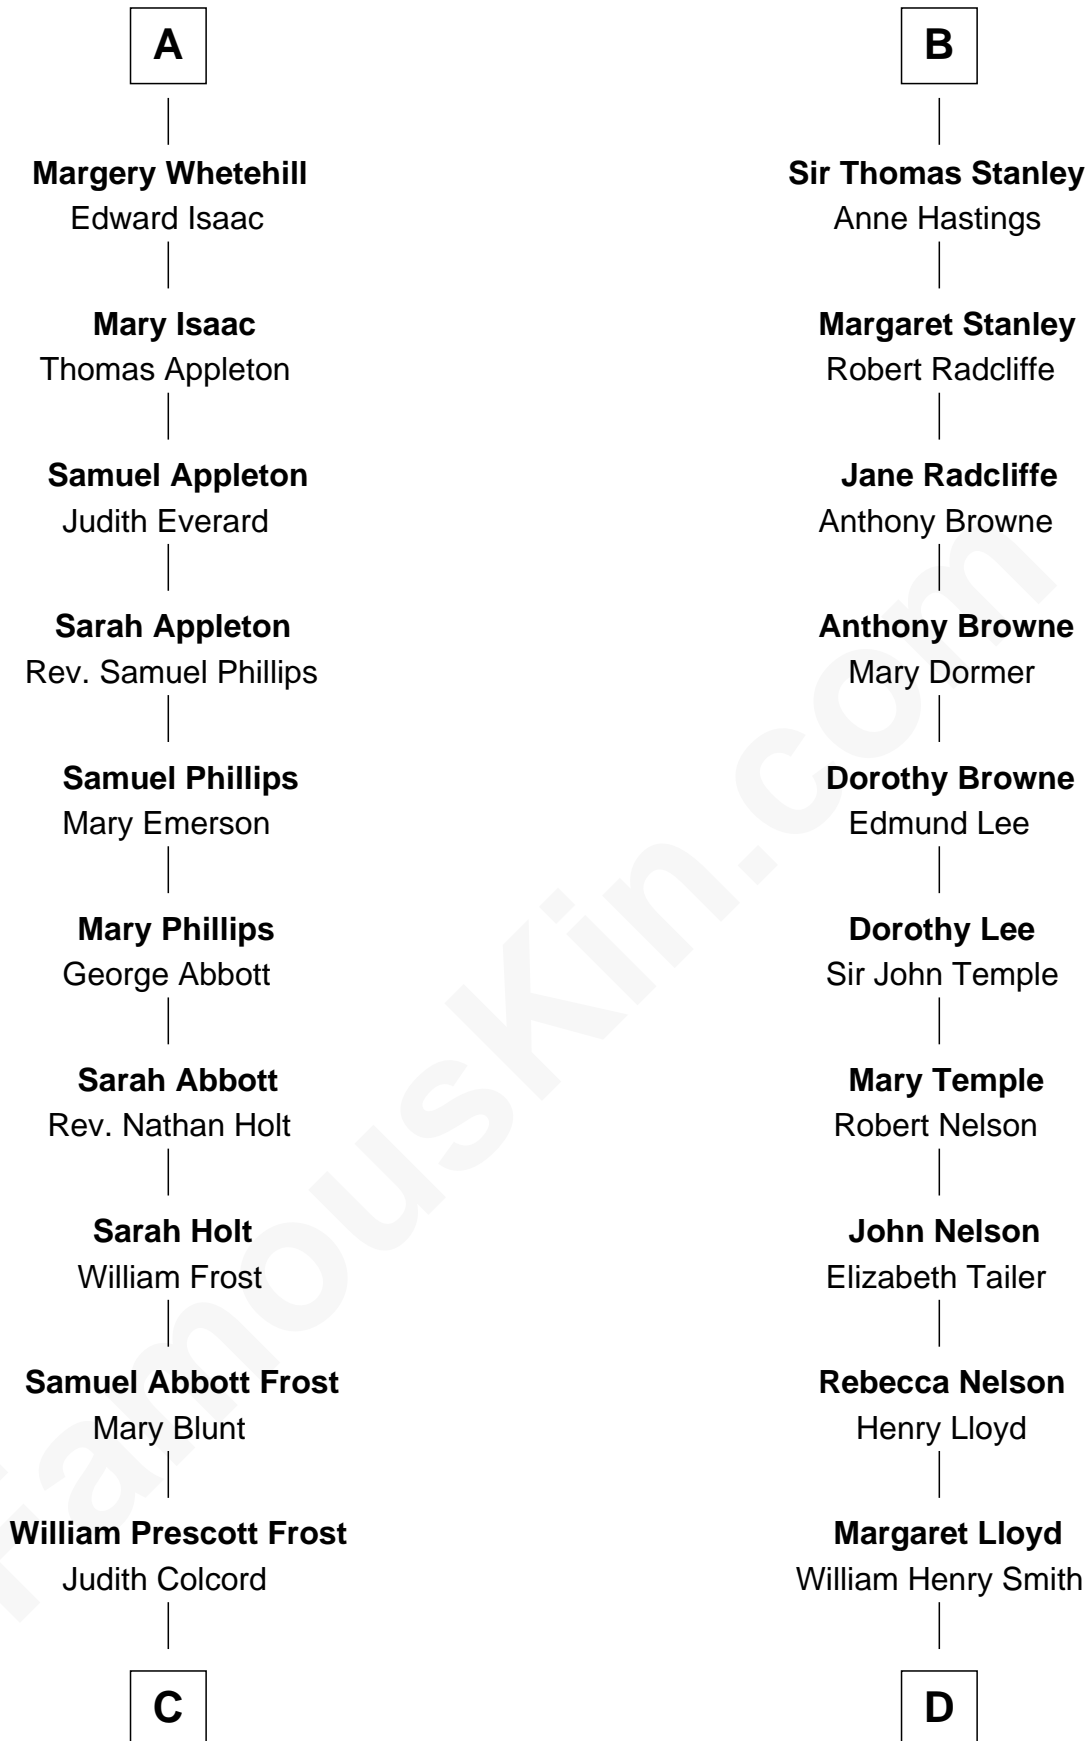 A
Margery Whetehill
Edward Isaac
Mary Isaac
Thomas Appleton
Samuel Appleton
Judith Everard
Sarah Appleton
Rev. Samuel Phillips
Samuel Phillips
Mary Emerson
Mary Phillips
George Abbott
Sarah Abbott
Rev. Nathan Holt
Sarah Holt
William Frost
Samuel Abbott Frost
Mary Blunt
William Prescott Frost
Judith Colcord
C
B
Sir Thomas Stanley
Anne Hastings
Margaret Stanley
Robert Radcliffe
Jane Radcliffe
Anthony Browne
Anthony Browne
Mary Dormer
Dorothy Browne
Edmund Lee
Dorothy Lee
Sir John Temple
Mary Temple
Robert Nelson
John Nelson
Elizabeth Tailer
Rebecca Nelson
Henry Lloyd
Margaret Lloyd
William Henry Smith
D
FamousKin.com